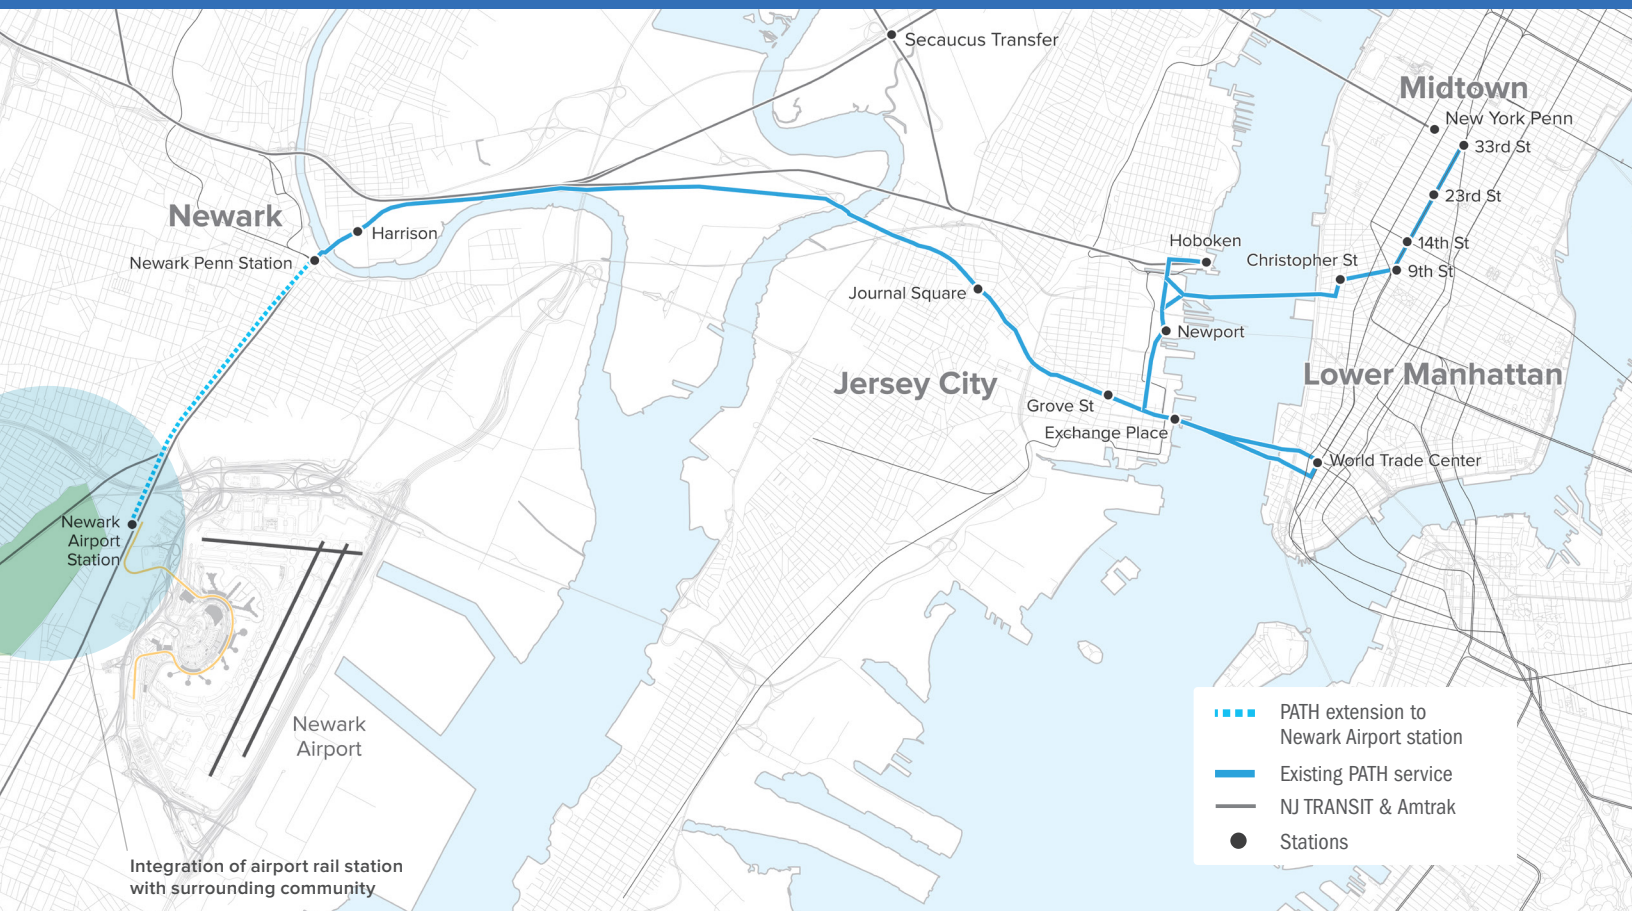 Secaucus Transfer
Midtown
New York Penn
33rd St
23rd St
Newark
Harrison
Newark Penn Station
Hoboken
14th St
Christopher St
9th St
Journal Square
Newport
Jersey City
Lower Manhattan
Grove St
Exchange Place
World Trade Center
Newark
Airport
Station
Newark
Airport
PATH extension to
Newark Airport station
Existing PATH service
NJ TRANSIT & Amtrak
Stations
Integration of airport rail station
with surrounding community